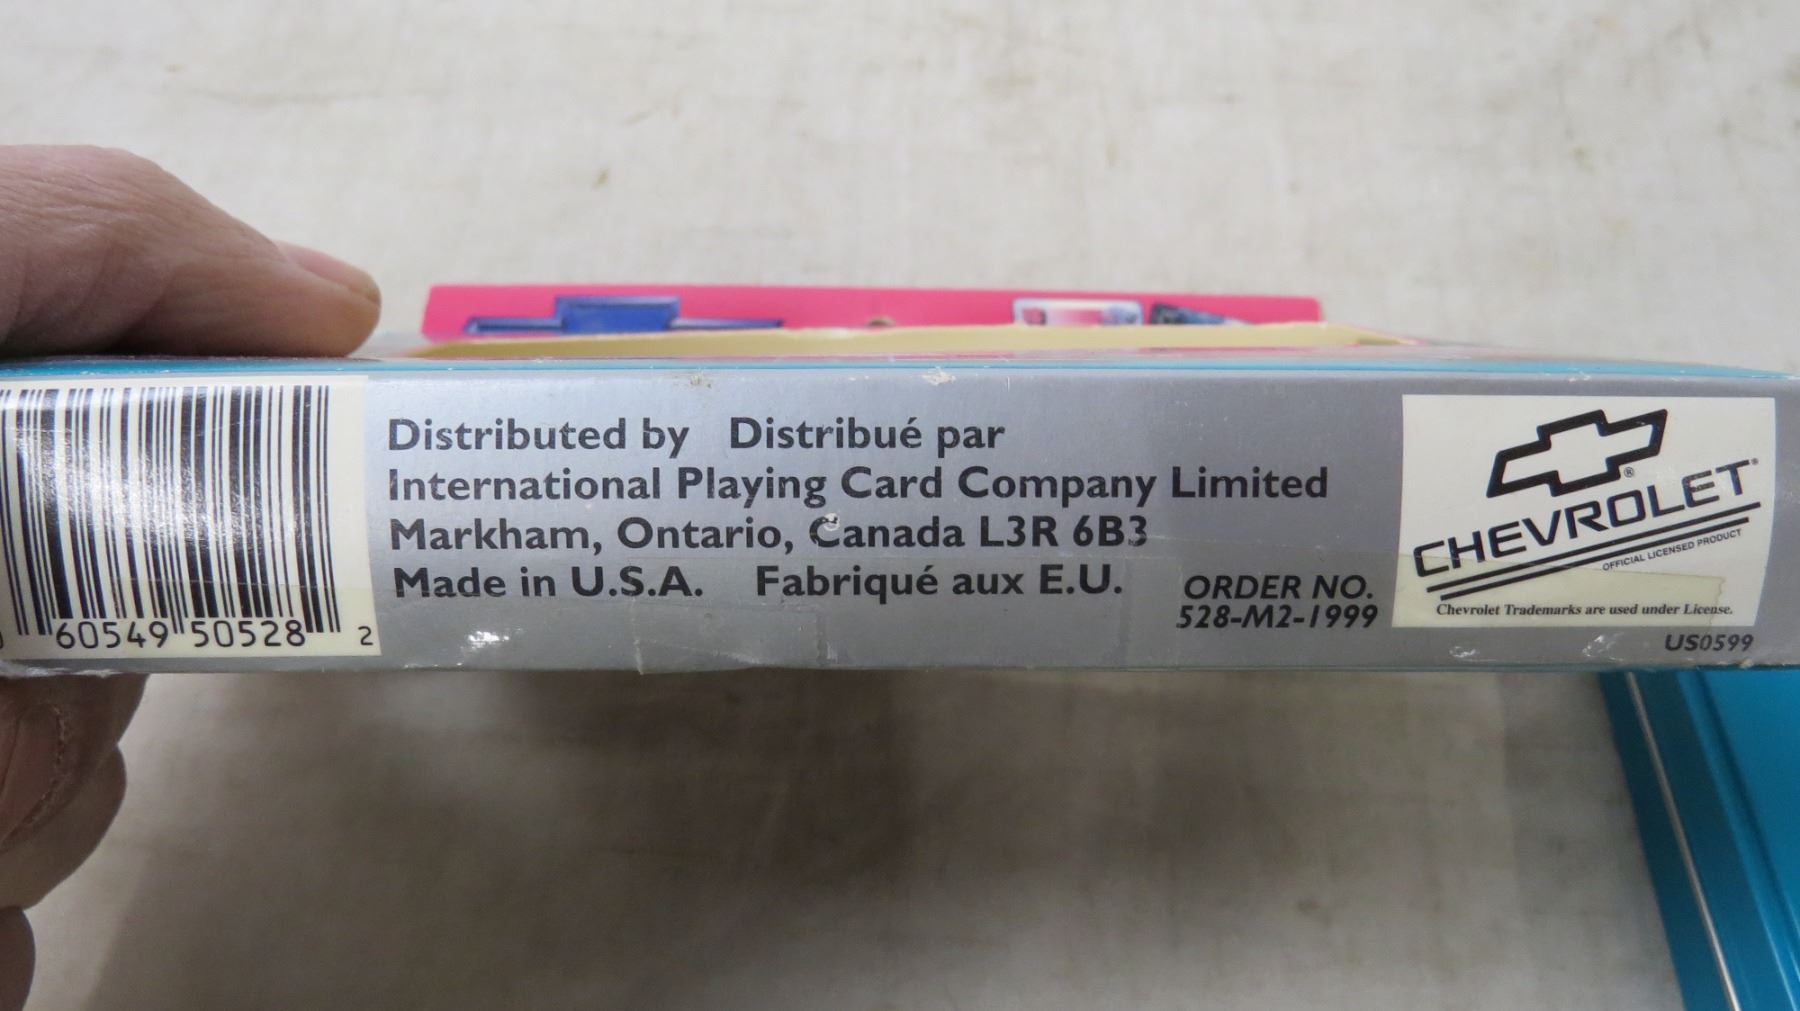 Distributed by Distribué par
International Playing Card Company Limited
Markham, Ontario, Canada L3R 6B3
Made in U.S.A. Fabriqué aux E.U.
ORDER NO.
528-M2-1999
60549 50528 2
®
CHEVROLET
OFFICIAL LICENSED PRODUCT
Chevrolet Trademarks are used under License.
US0599